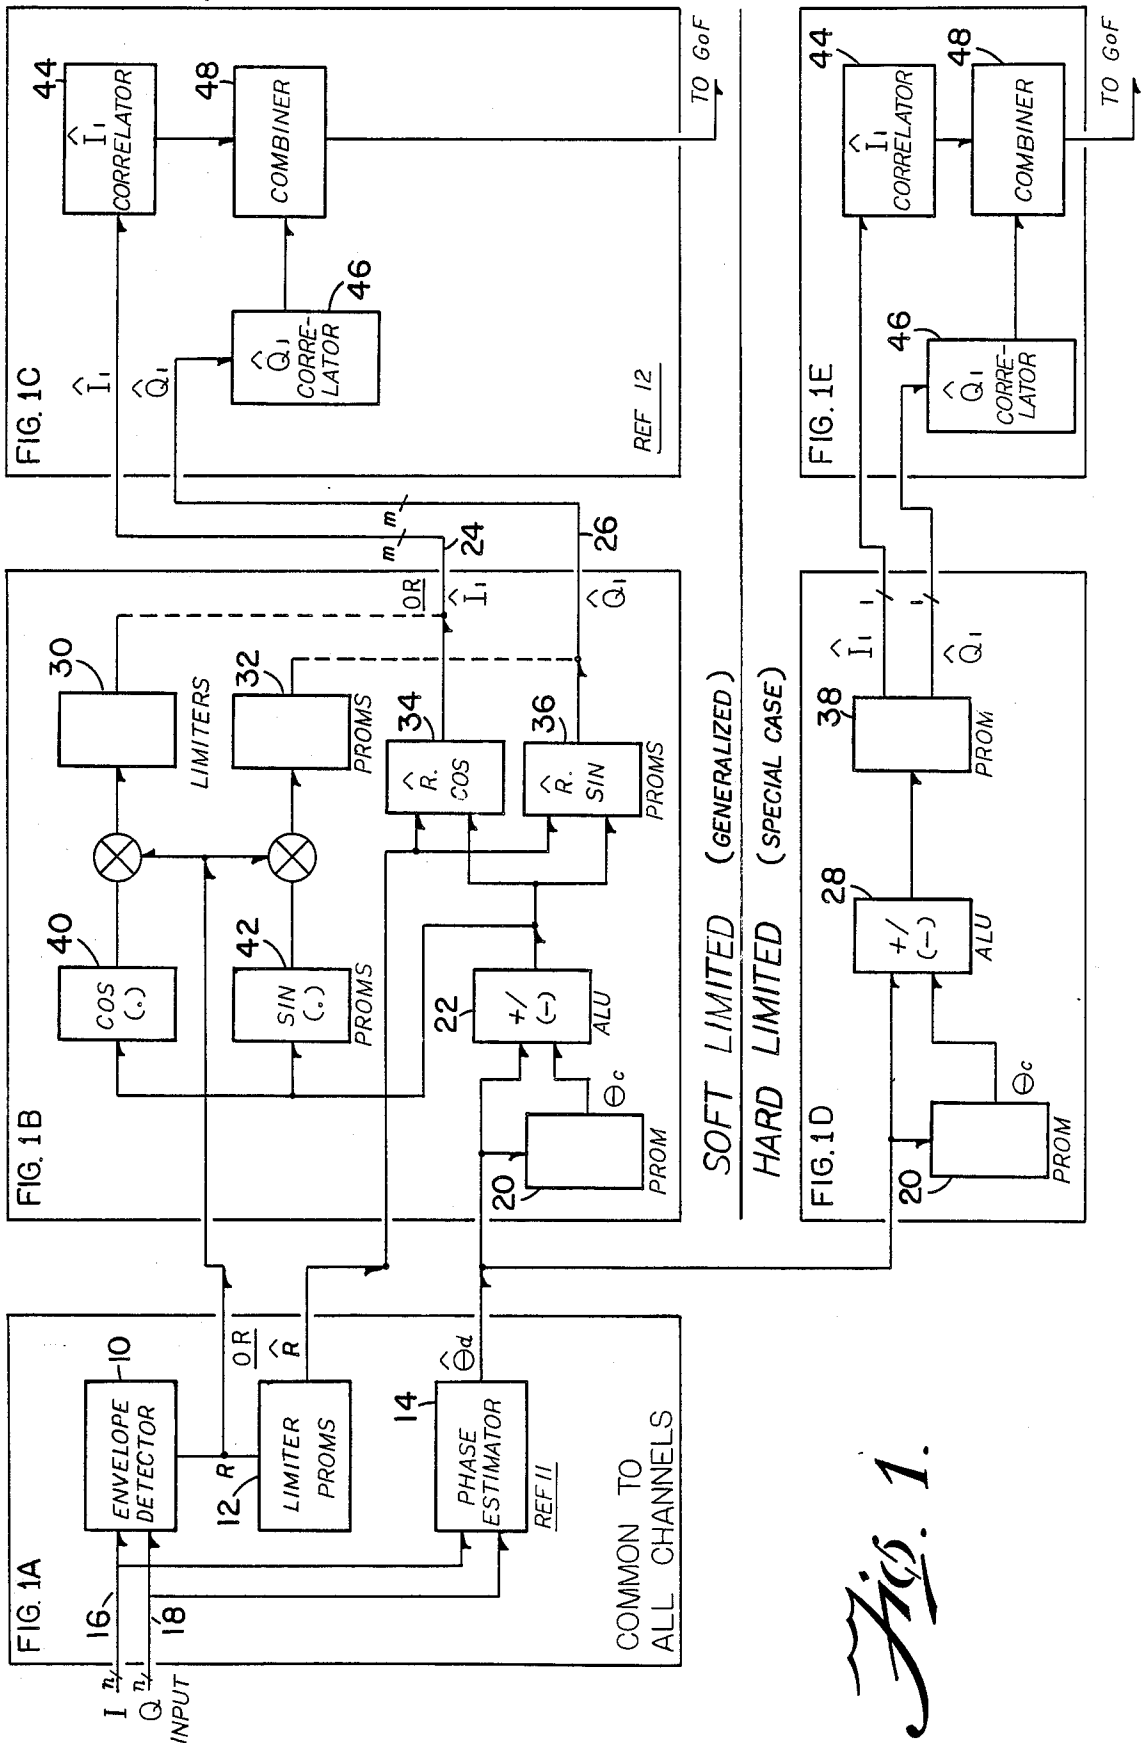 FIG. 1A
I
n
Q
n
INPUT
16
18
ENVELOPE
DETECTOR
10
R
12
LIMITER
PROMS
OR
R̂
PHASE
ESTIMATOR
14
REF 11
Θ̂d
COMMON TO
ALL CHANNELS
FIG. 1B
COS
(.)
40
SIN
(.)
42
PROMS
30
LIMITERS
32
PROMS
R̂.
COS
34
R̂.
SIN
36
PROMS
+/
(-)
22
ALU
20
PROM
Θc
OR
Î1
Q̂1
24
26
m
m
FIG. 1C
Î1
Q̂1
Î1
CORRELATOR
44
COMBINER
48
Q̂1
CORRE-
LATOR
46
REF 12
TO GoF
SOFT LIMITED (GENERALIZED)
HARD LIMITED (SPECIAL CASE)
FIG. 1D
20
PROM
Θc
+/
(-)
28
ALU
38
PROM
Î1
Q̂1
1
1
FIG. 1E
Î1
CORRELATOR
44
COMBINER
48
Q̂1
CORRE-
LATOR
46
TO GoF
Fig. 1.